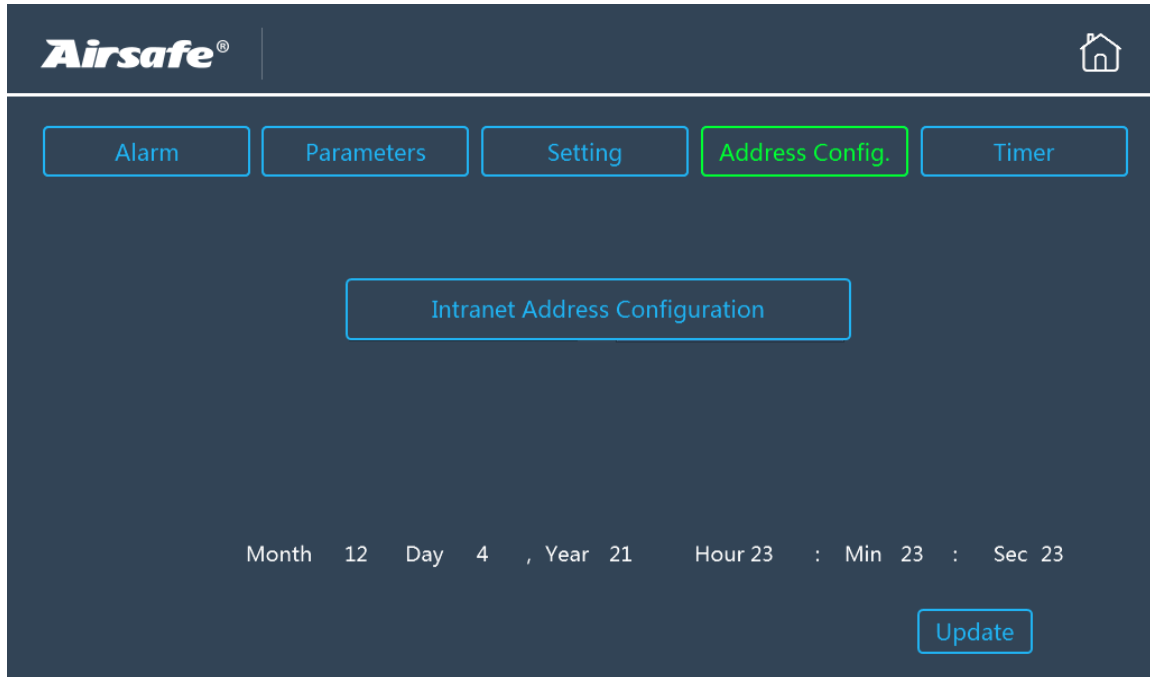 Airsafe®
Alarm Parameters Setting Address Config. Timer
Intranet Address Configuration
Month 12 Day 4 , Year 21 Hour 23 : Min 23 : Sec 23
Update